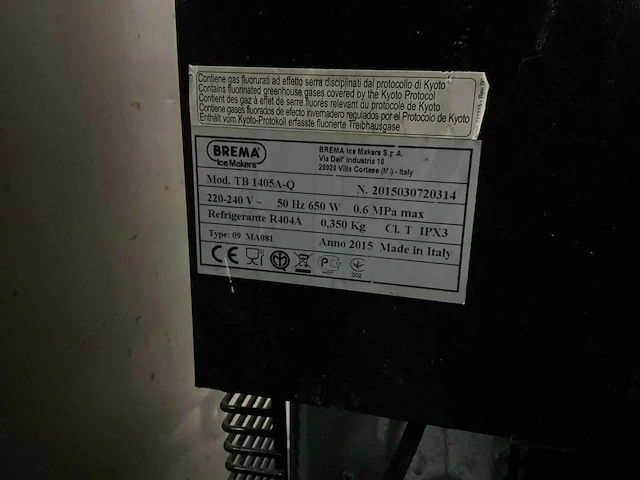 Contiene gas fluorurati ad effetto serra disciplinati dal protocollo di Kyoto
Contains fluorinated greenhouse gases covered by the Kyoto Protocol
Contient des gaz à effet de serre fluorés relevant du protocole de Kyoto
Contiene gases fluorados de efecto invernadero regulados por el Protocolo de Kyoto
Enthält vom Kyoto-Protokoll erfasste fluorierte Treibhausgase
BREMA
Ice Makers
BREMA Ice Makers S.p.A.
Via Dell' Industria 10
20020 Villa Cortese (Mi) - Italy
Mod. TB 1405A-Q N. 2015030720314
220-240 V ~ 50 Hz 650 W 0.6 MPa max
Refrigerante R404A 0,350 Kg Cl. T IPX3
Type: 09 MA081 Anno 2015 Made in Italy
CE